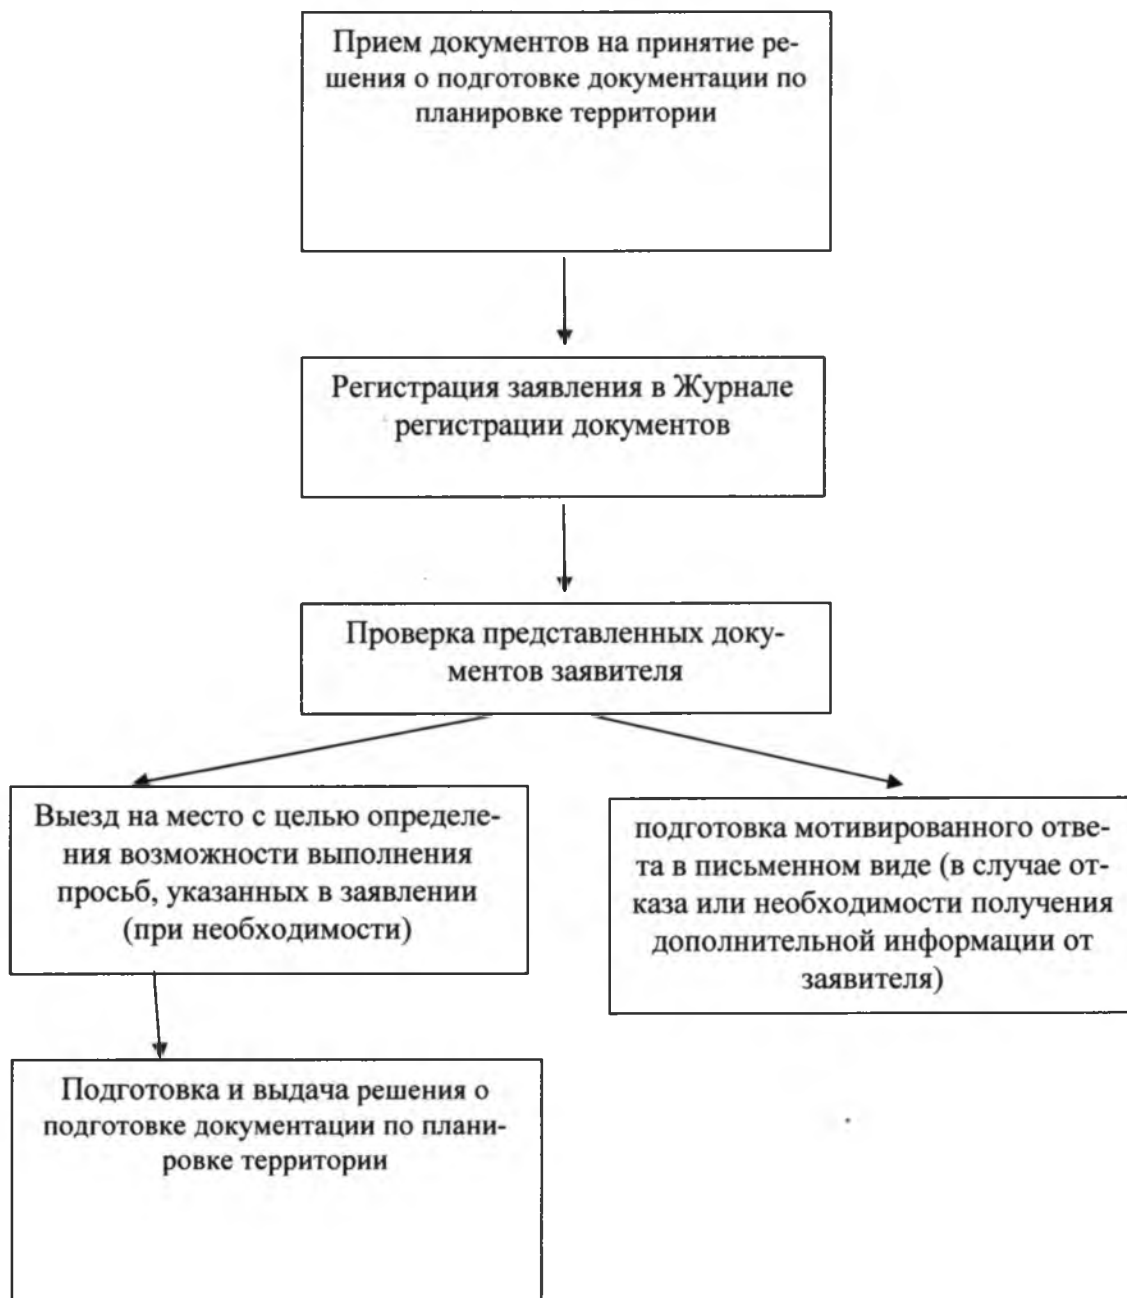 Прием документов на принятие ре-
шения о подготовке документации по
планировке территории
Регистрация заявления в Журнале
регистрации документов
Проверка представленных доку-
ментов заявителя
Выезд на место с целью определе-
ния возможности выполнения
просьб, указанных в заявлении
(при необходимости)
подготовка мотивированного отве-
та в письменном виде (в случае от-
каза или необходимости получения
дополнительной информации от
заявителя)
Подготовка и выдача решения о
подготовке документации по плани-
ровке территории